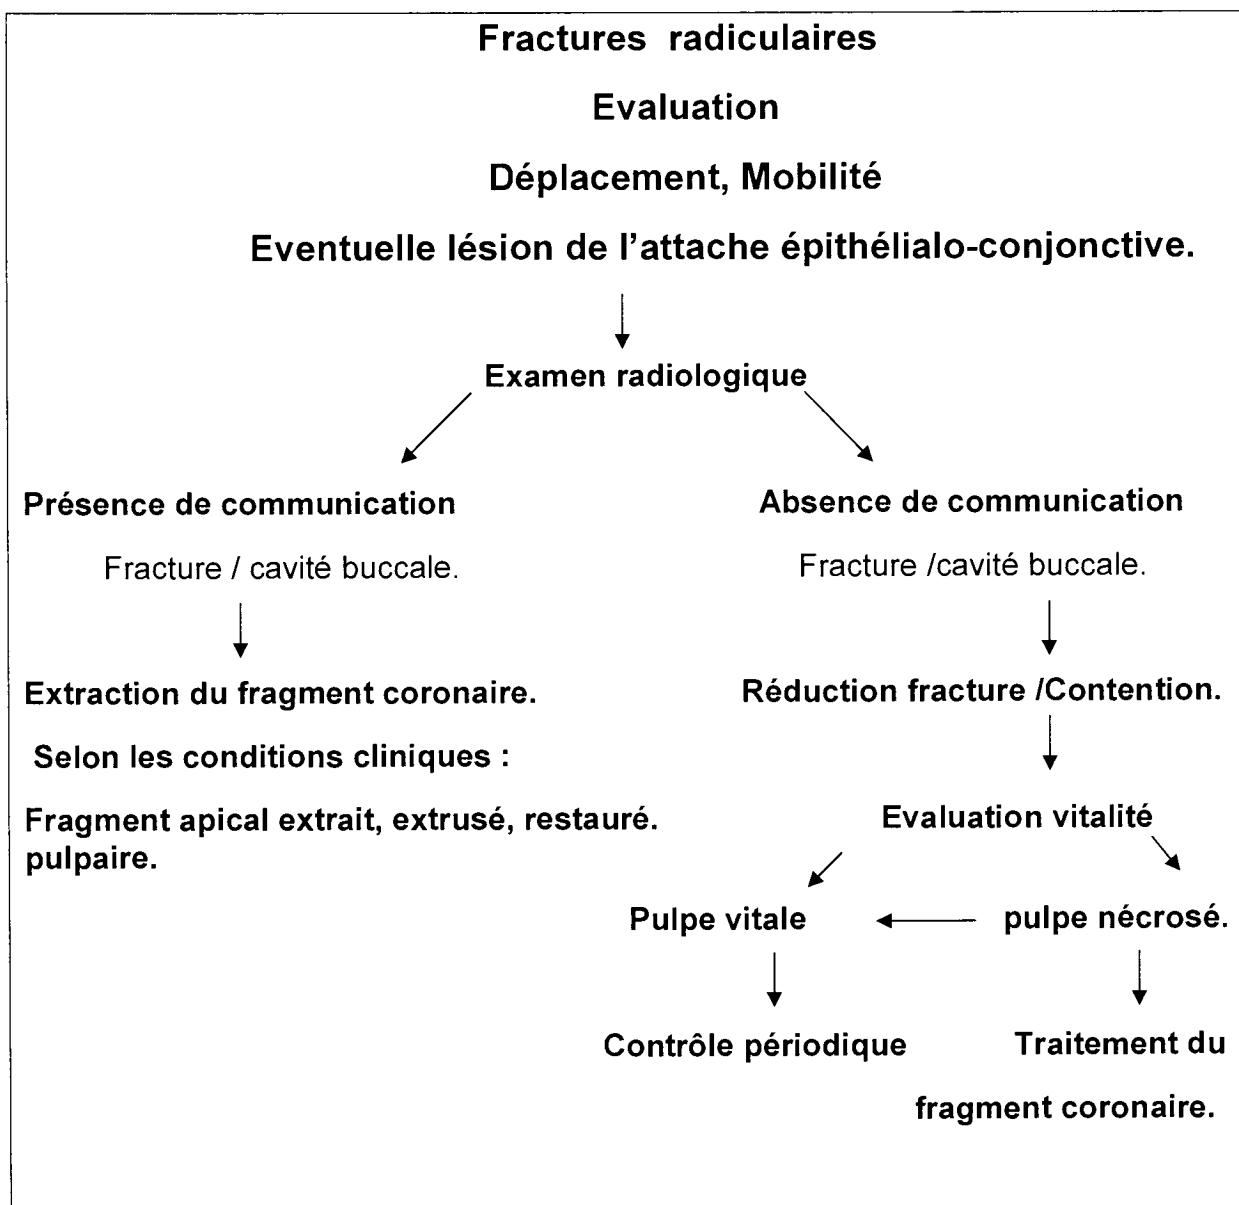 Fractures radiculaires
Evaluation
Déplacement, Mobilité
Eventuelle lésion de l'attache épithélialo-conjonctive.
Examen radiologique
Présence de communication
Fracture / cavité buccale.
Extraction du fragment coronaire.
Selon les conditions cliniques :
Fragment apical extrait, extrusé, restauré.
pulpaire.
Absence de communication
Fracture /cavité buccale.
Réduction fracture /Contention.
Evaluation vitalité
Pulpe vitale
pulpe nécrosé.
Contrôle périodique
Traitement du
fragment coronaire.